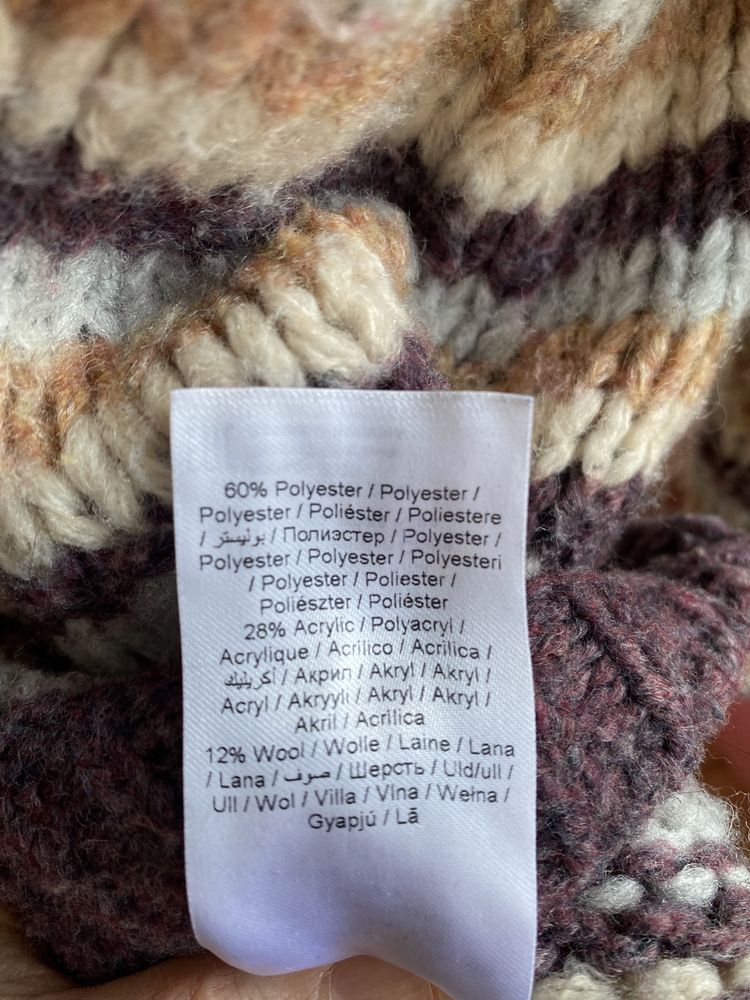 60% Polyester / Polyester /
Polyester / Poliéster / Poliestere
/ بوليستر / Полиэстер / Polyester /
Polyester / Polyester / Polyesteri
/ Polyester / Poliester /
Poliészter / Poliéster
28% Acrylic / Polyacryl /
Acrylique / Acrílico / Acrilica /
أكريليك / Акрил / Akryl / Akryl /
Acryl / Akryyli / Akryl / Akryl /
Akril / Acrílica
12% Wool / Wolle / Laine / Lana
/ Lana / صوف / Шерсть / Uld/ull /
Ull / Wol / Villa / Vlna / Wełna /
Gyapjú / Lã